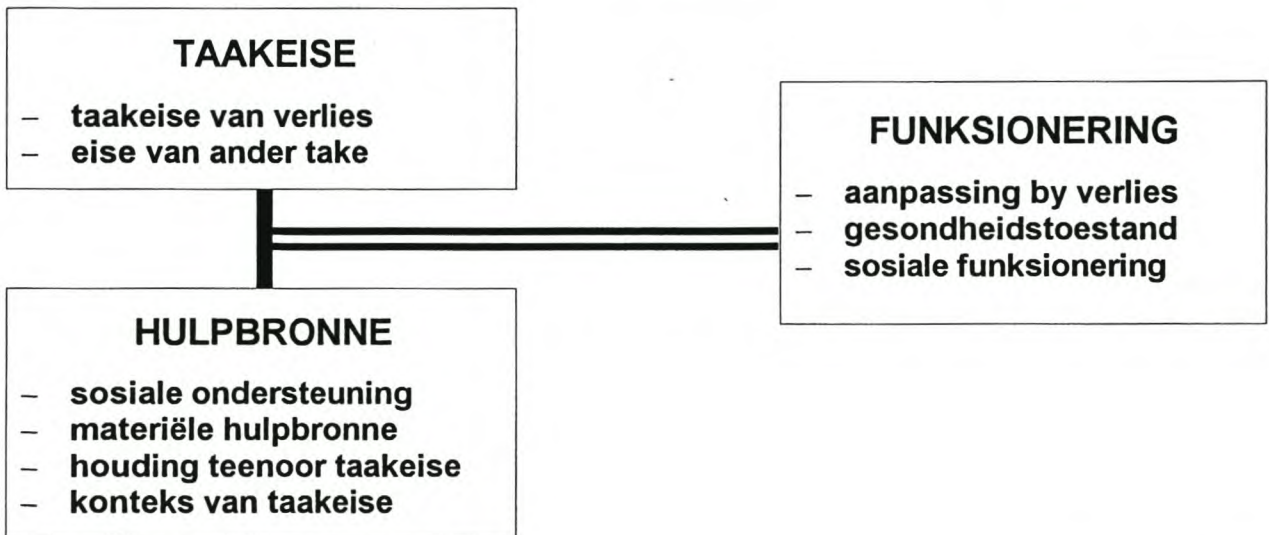 TAAKEISE
– taakeise van verlies
– eise van ander take
FUNKSIONERING
– aanpassing by verlies
– gesondheidstoestand
– sosiale funksionering
HULPBRONNE
– sosiale ondersteuning
– materiële hulpbronne
– houding teenoor taakeise
– konteks van taakeise